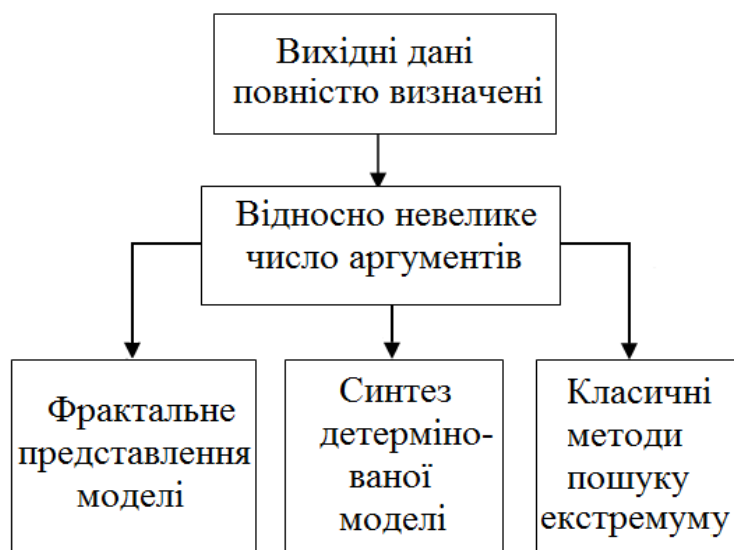 Вихідні дані
повністю визначені
Відносно невелике
число аргументів
Фрактальне
представлення
моделі
Синтез
детерміно-
ваної
моделі
Класичні
методи
пошуку
екстремуму